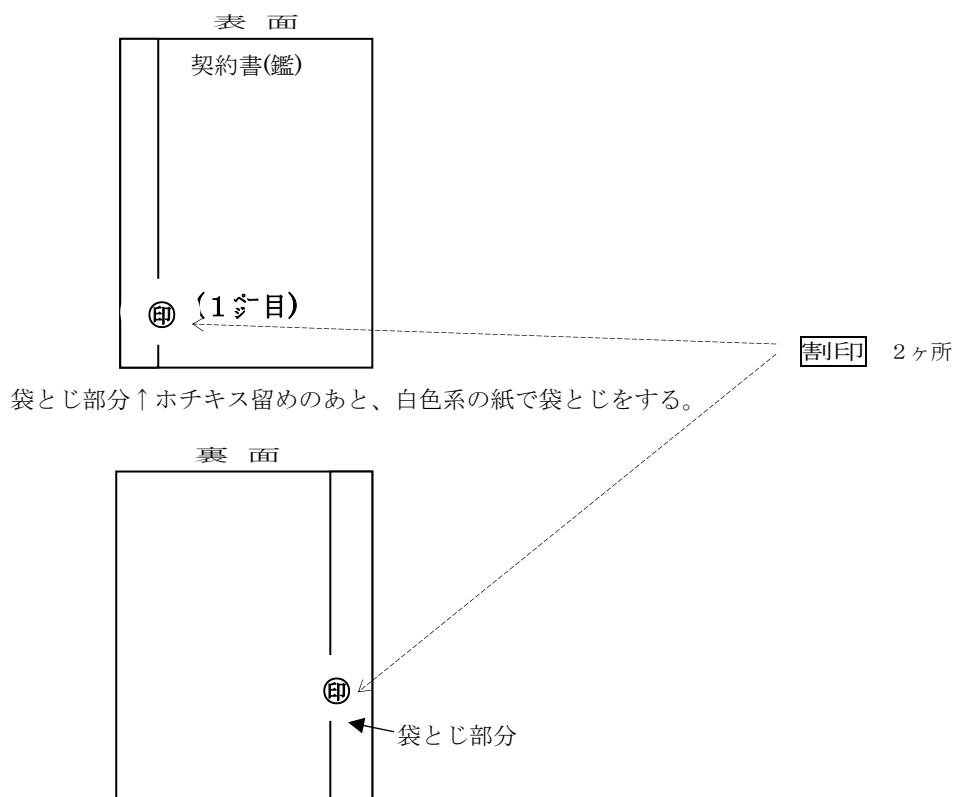 表 面
契約書(鑑)
㊞ (1㌻目)
割印 2ヶ所
袋とじ部分↑ホチキス留めのあと、白色系の紙で袋とじをする。
裏 面
㊞
袋とじ部分